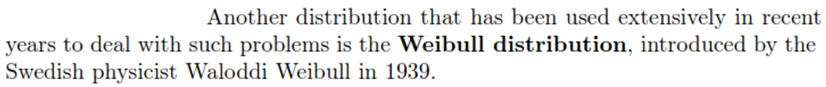 Another distribution that has been used extensively in recent
years to deal with such problems is the Weibull distribution, introduced by the
Swedish physicist Waloddi Weibull in 1939.